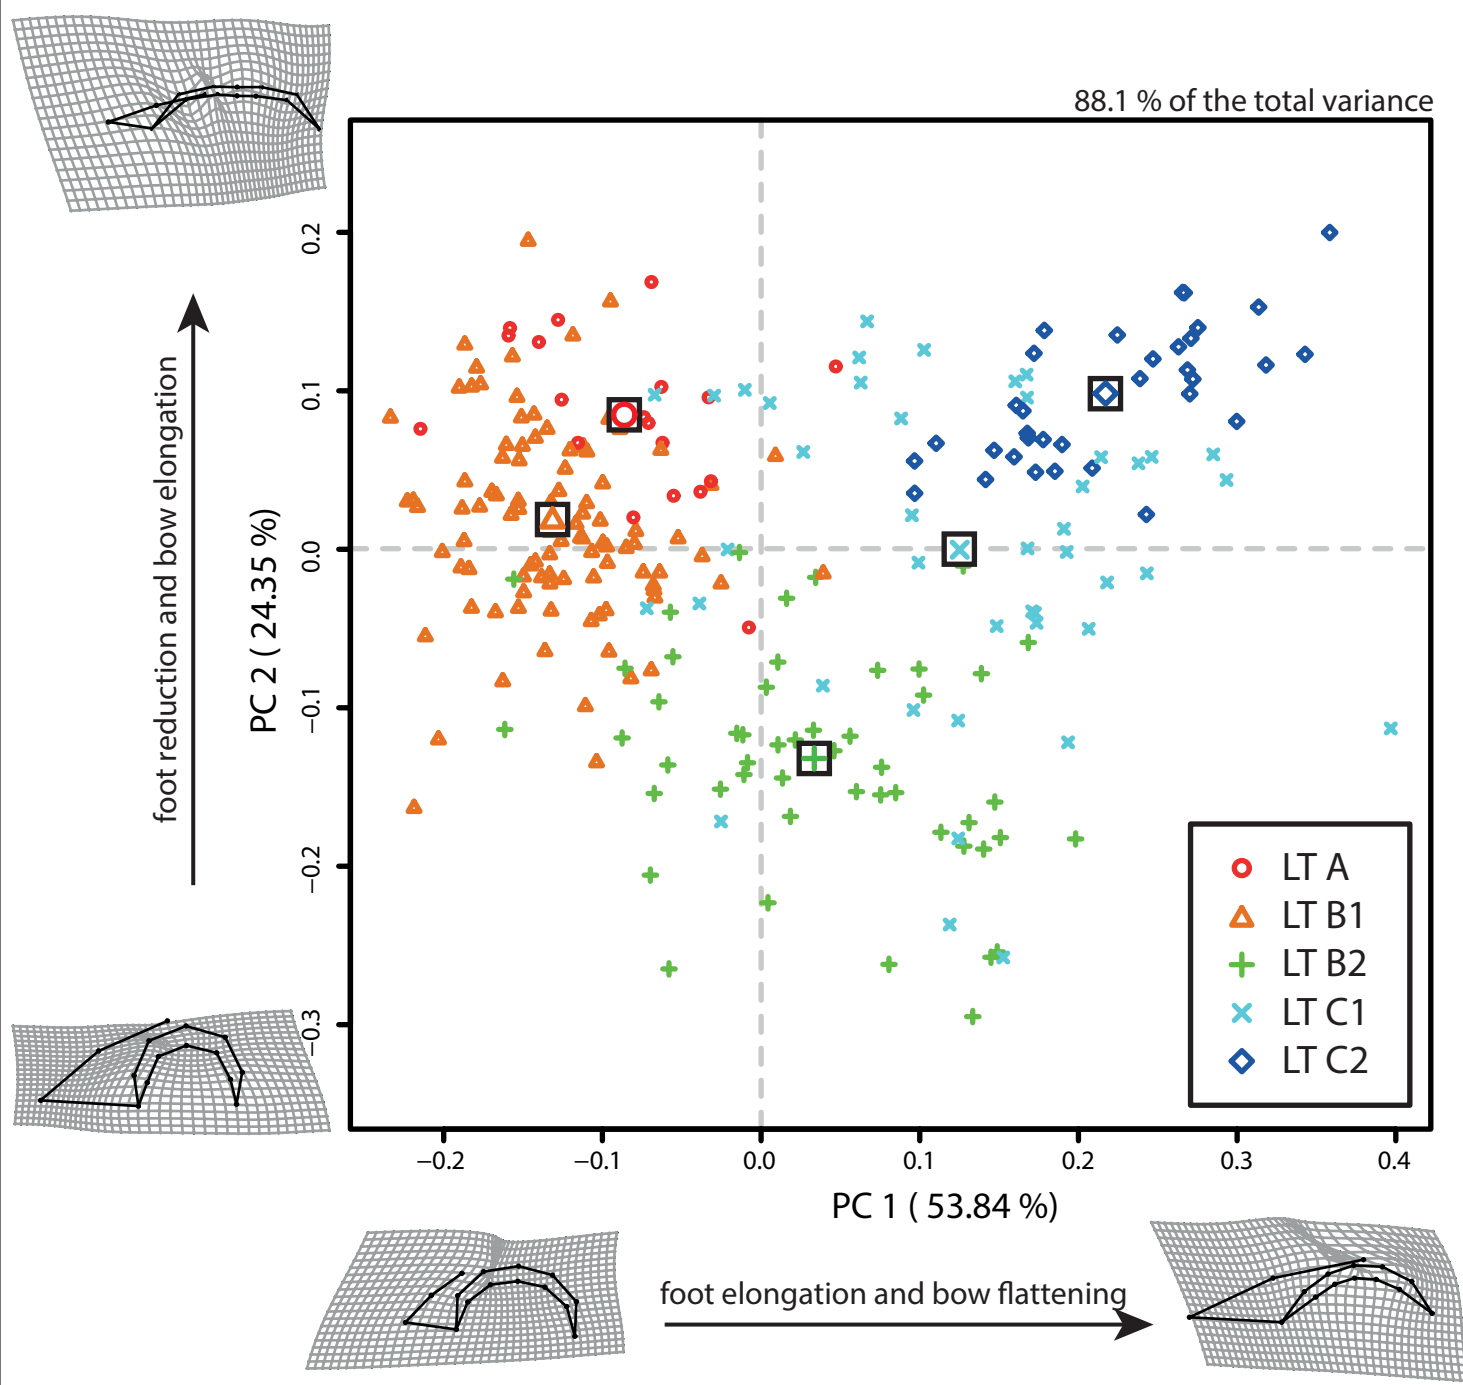 88.1 % of the total variance
foot reduction and bow elongation
PC 2 ( 24.35 %)
0.2
0.1
0.0
−0.1
−0.2
−0.3
LT A
LT B1
LT B2
LT C1
LT C2
−0.2 −0.1 0.0 0.1 0.2 0.3 0.4
PC 1 ( 53.84 %)
foot elongation and bow flattening